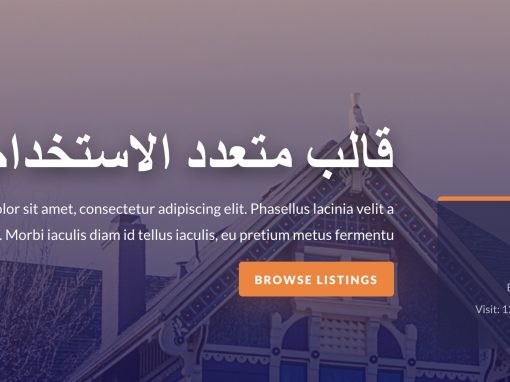 قالب متعدد الاستخدام
olor sit amet, consectetur adipiscing elit. Phasellus lacinia velit a
. Morbi iaculis diam id tellus iaculis, eu pretium metus fermentu
BROWSE LISTINGS
Visit: 1